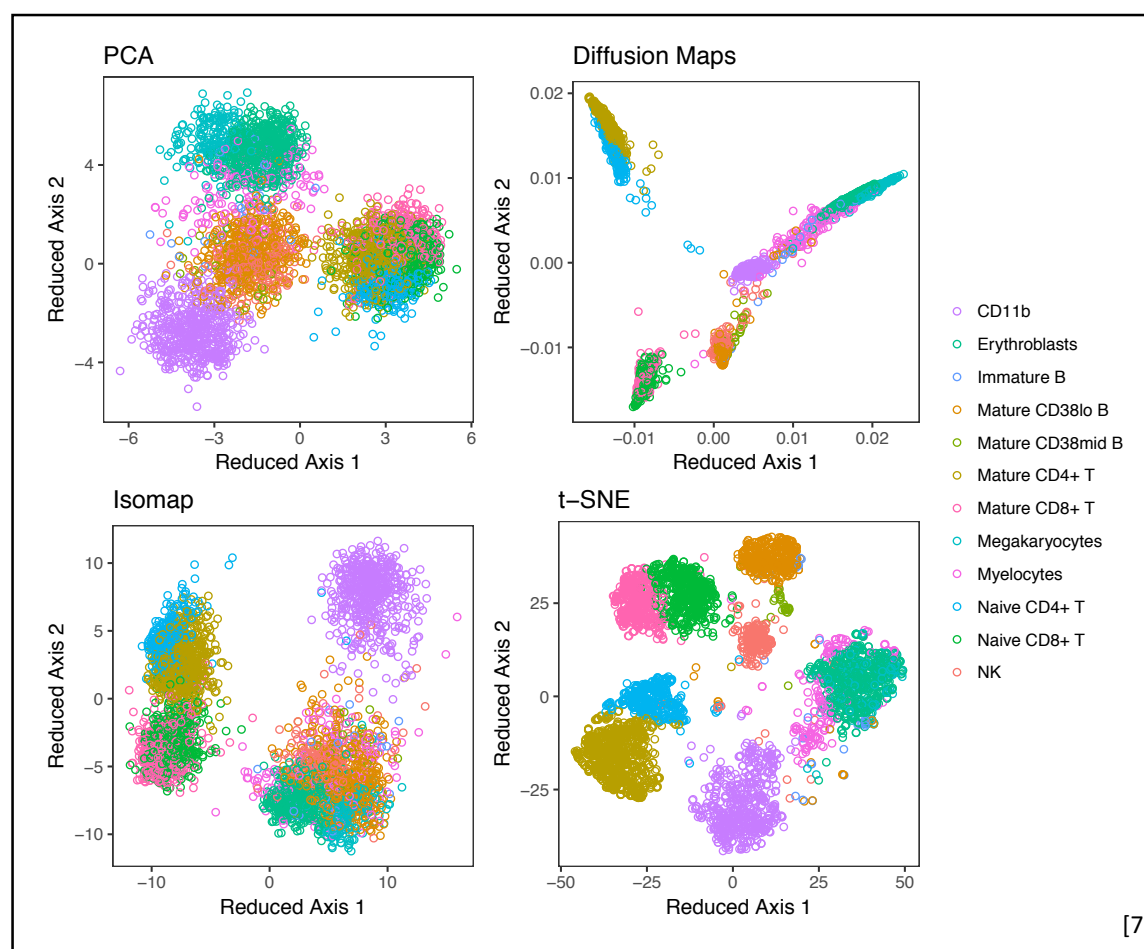 PCA
4
0
−4
Reduced Axis 2
−6
−3
0
3
6
Reduced Axis 1
Diffusion Maps
0.02
0.01
0.00
−0.01
Reduced Axis 2
−0.01
0.00
0.01
0.02
Reduced Axis 1
Isomap
10
5
0
−5
−10
Reduced Axis 2
−10
0
10
Reduced Axis 1
t−SNE
25
0
−25
Reduced Axis 2
−50
−25
0
25
50
Reduced Axis 1
CD11b
Erythroblasts
Immature B
Mature CD38lo B
Mature CD38mid B
Mature CD4+ T
Mature CD8+ T
Megakaryocytes
Myelocytes
Naive CD4+ T
Naive CD8+ T
NK
[7